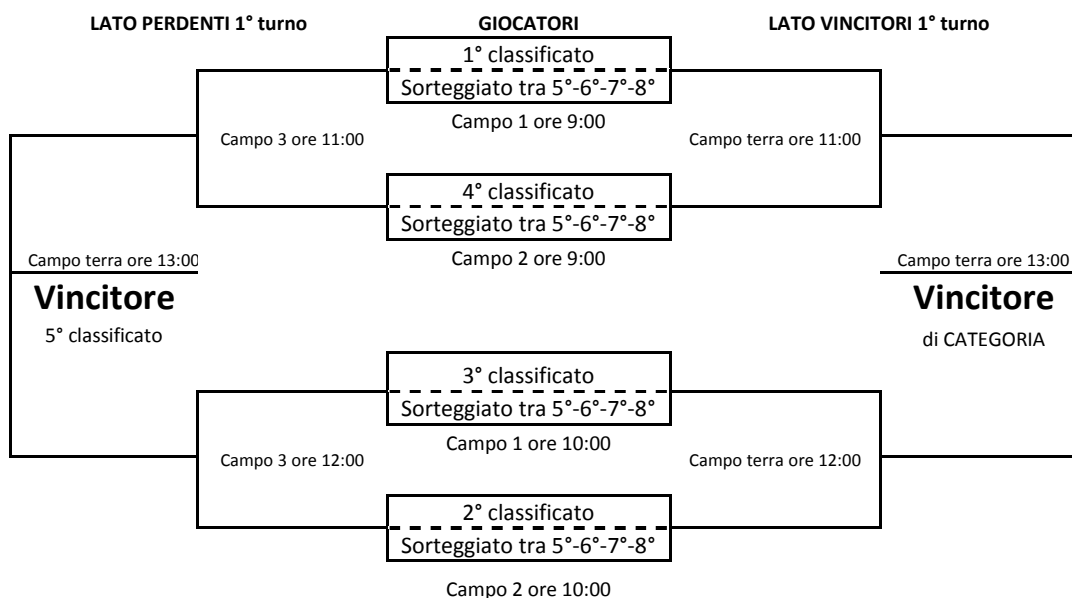 LATO PERDENTI 1° turno
GIOCATORI
LATO VINCITORI 1° turno
1° classificato
Sorteggiato tra 5°-6°-7°-8°
Campo 1 ore 9:00
Campo 3 ore 11:00
Campo terra ore 11:00
4° classificato
Sorteggiato tra 5°-6°-7°-8°
Campo 2 ore 9:00
Campo terra ore 13:00
Vincitore
5° classificato
Campo terra ore 13:00
Vincitore
di CATEGORIA
3° classificato
Sorteggiato tra 5°-6°-7°-8°
Campo 1 ore 10:00
Campo 3 ore 12:00
Campo terra ore 12:00
2° classificato
Sorteggiato tra 5°-6°-7°-8°
Campo 2 ore 10:00